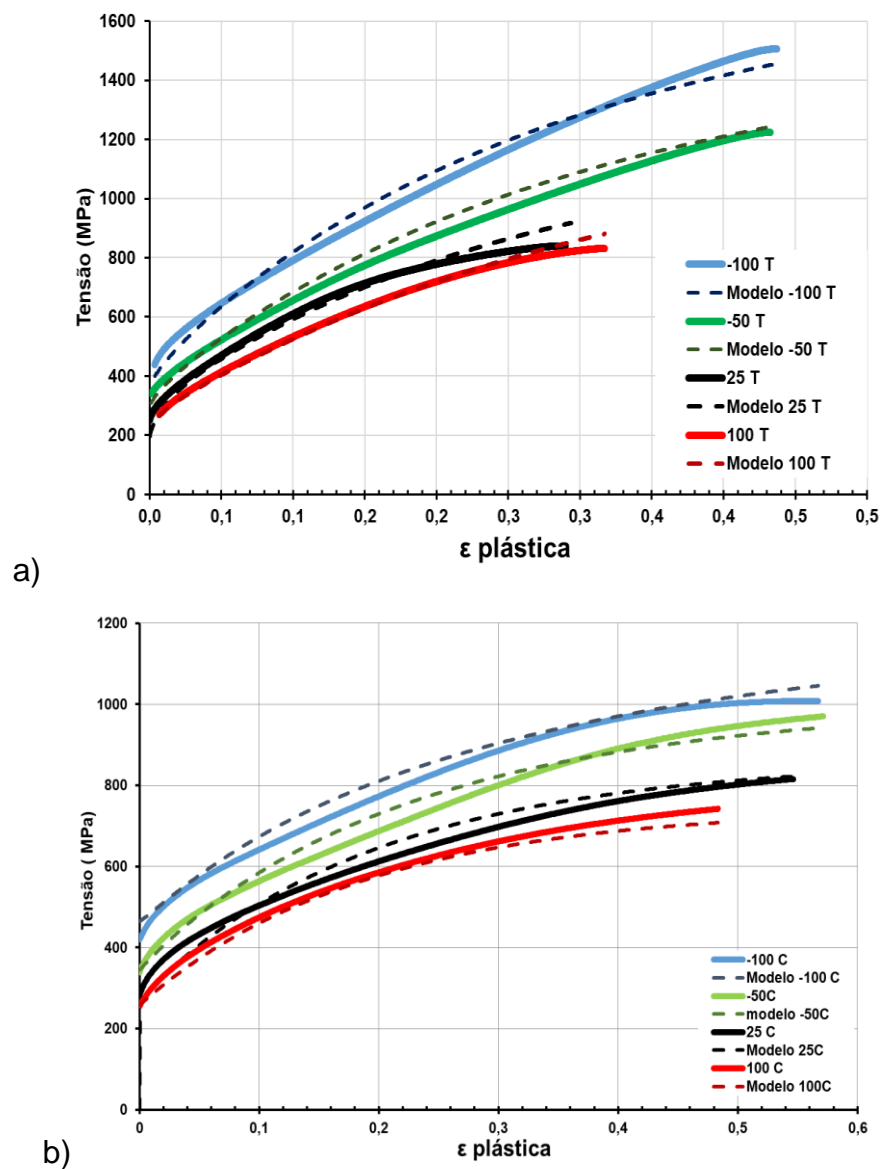 1600
1400
1200
1000
800
600
400
200
0
Tensão (MPa)
0,0 0,1 0,1 0,2 0,2 0,3 0,3 0,4 0,4 0,5 0,5
ε plástica
-100 T
Modelo -100 T
-50 T
Modelo -50 T
25 T
Modelo 25 T
100 T
Modelo 100 T
a)
1200
1000
800
600
400
200
0
Tensão ( MPa)
0 0,1 0,2 0,3 0,4 0,5 0,6
ε plástica
-100 C
Modelo -100 C
-50C
modelo -50C
25 C
Modelo 25C
100 C
Modelo 100C
b)